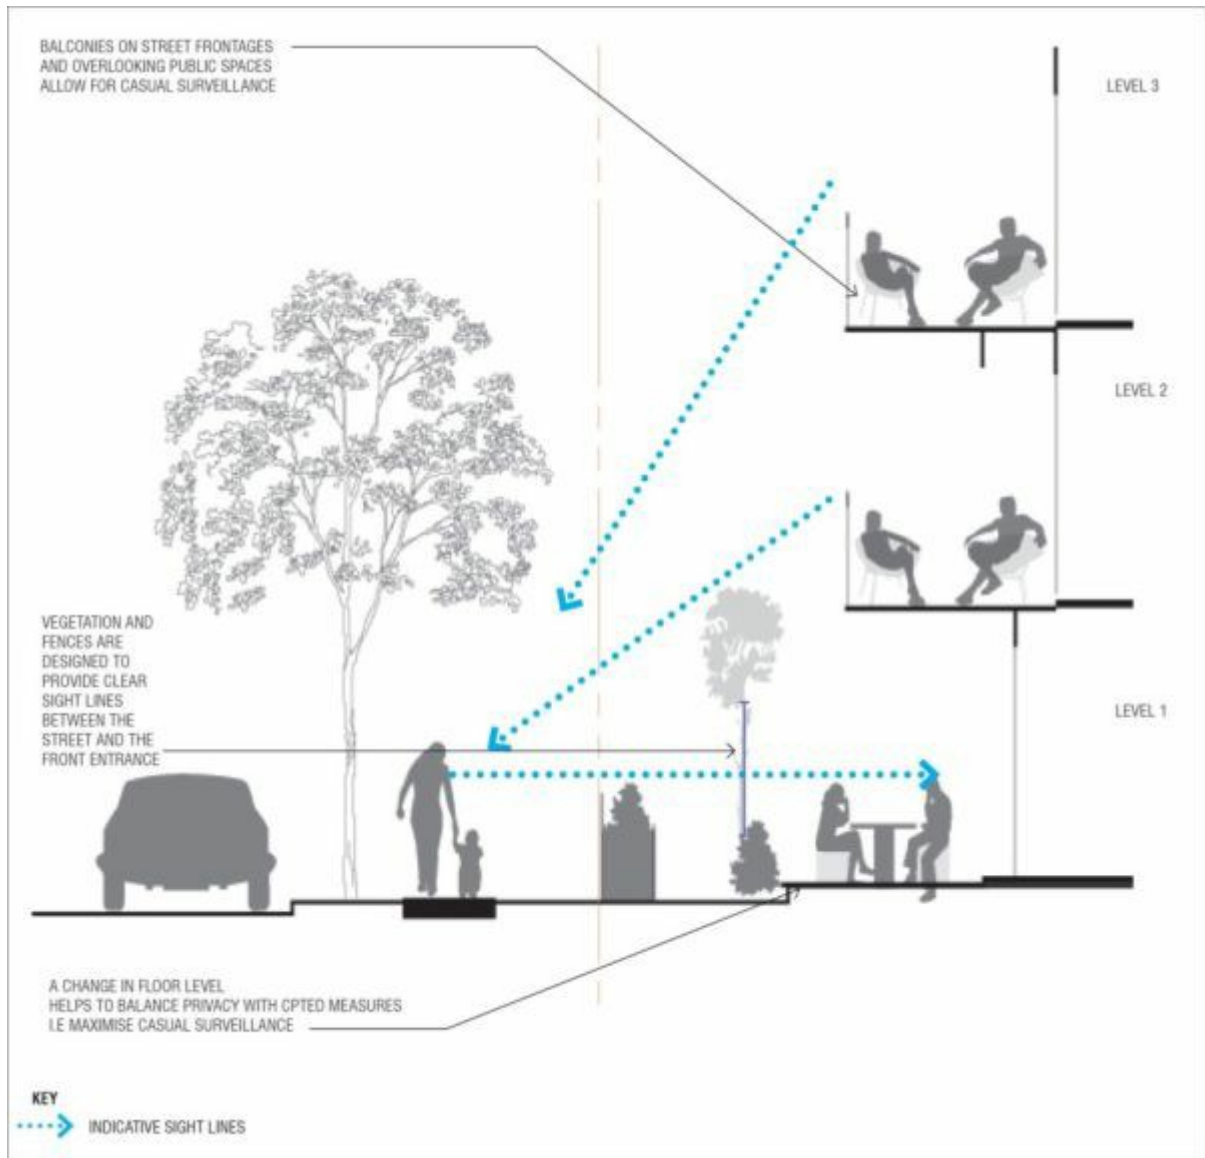 BALCONIES ON STREET FRONTAGES
AND OVERLOOKING PUBLIC SPACES
ALLOW FOR CASUAL SURVEILLANCE
LEVEL 3
LEVEL 2
VEGETATION AND
FENCES ARE
DESIGNED TO
PROVIDE CLEAR
SIGHT LINES
BETWEEN THE
STREET AND THE
FRONT ENTRANCE
LEVEL 1
A CHANGE IN FLOOR LEVEL
HELPS TO BALANCE PRIVACY WITH CPTED MEASURES
I.E MAXIMISE CASUAL SURVEILLANCE
KEY
INDICATIVE SIGHT LINES